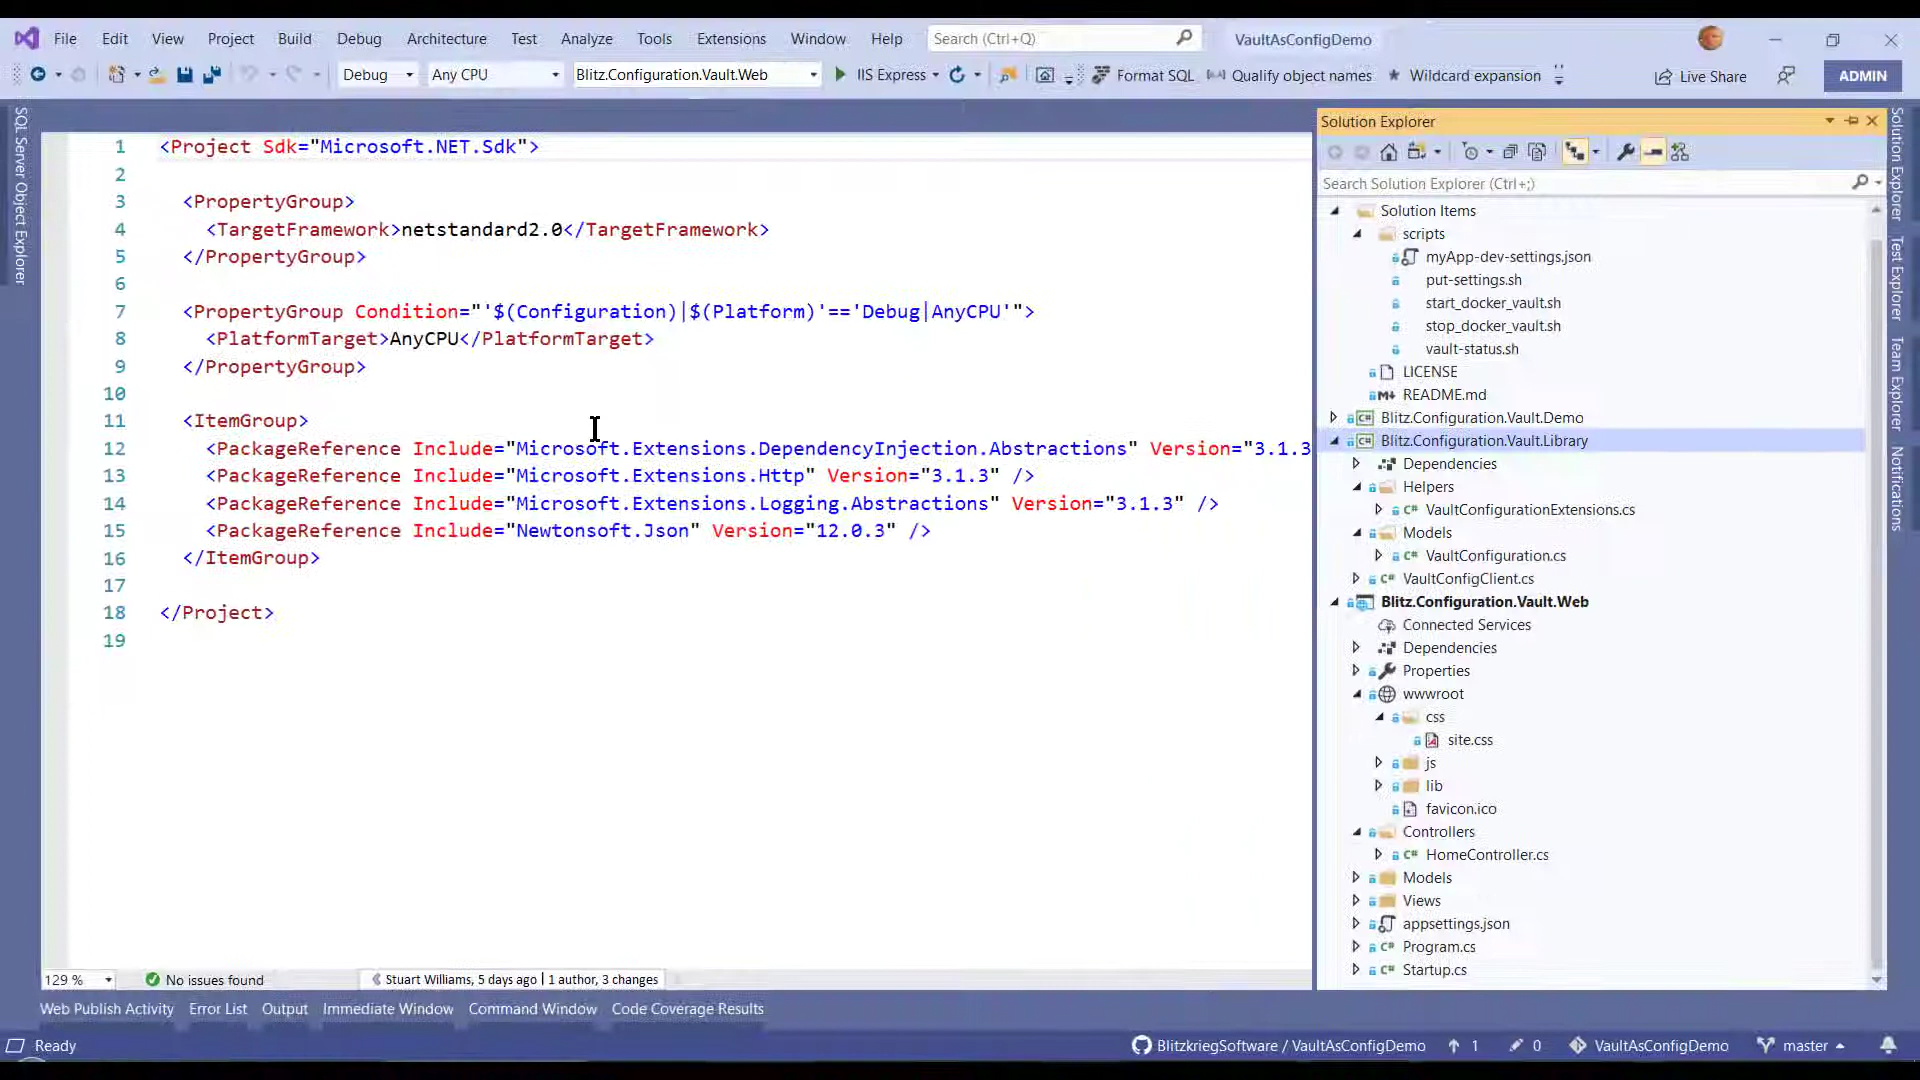 File Edit View Project Build Debug Architecture Test Analyze Tools Extensions Window Help Search (Ctrl+Q) VaultAsConfigDemo
Debug Any CPU Blitz.Configuration.Vault.Web IIS Express Format SQL Qualify object names Wildcard expansion Live Share ADMIN
SQL Server Object Explorer
1 <Project Sdk="Microsoft.NET.Sdk">
2
3 <PropertyGroup>
4 <TargetFramework>netstandard2.0</TargetFramework>
5 </PropertyGroup>
6
7 <PropertyGroup Condition="'$(Configuration)|$(Platform)'=='Debug|AnyCPU'">
8 <PlatformTarget>AnyCPU</PlatformTarget>
9 </PropertyGroup>
10
11 <ItemGroup>
12 <PackageReference Include="Microsoft.Extensions.DependencyInjection.Abstractions" Version="3.1.3
13 <PackageReference Include="Microsoft.Extensions.Http" Version="3.1.3" />
14 <PackageReference Include="Microsoft.Extensions.Logging.Abstractions" Version="3.1.3" />
15 <PackageReference Include="Newtonsoft.Json" Version="12.0.3" />
16 </ItemGroup>
17
18 </Project>
19
Solution Explorer
Search Solution Explorer (Ctrl+;)
Solution Items
scripts
myApp-dev-settings.json
put-settings.sh
start_docker_vault.sh
stop_docker_vault.sh
vault-status.sh
LICENSE
README.md
Blitz.Configuration.Vault.Demo
Blitz.Configuration.Vault.Library
Dependencies
Helpers
VaultConfigurationExtensions.cs
Models
VaultConfiguration.cs
VaultConfigClient.cs
Blitz.Configuration.Vault.Web
Connected Services
Dependencies
Properties
wwwroot
css
site.css
js
lib
favicon.ico
Controllers
HomeController.cs
Models
Views
appsettings.json
Program.cs
Startup.cs
Solution Explorer
Test Explorer
Team Explorer
Notifications
129 % No issues found Stuart Williams, 5 days ago | 1 author, 3 changes
Web Publish Activity Error List Output Immediate Window Command Window Code Coverage Results
Ready BlitzkriegSoftware / VaultAsConfigDemo 1 0 VaultAsConfigDemo master